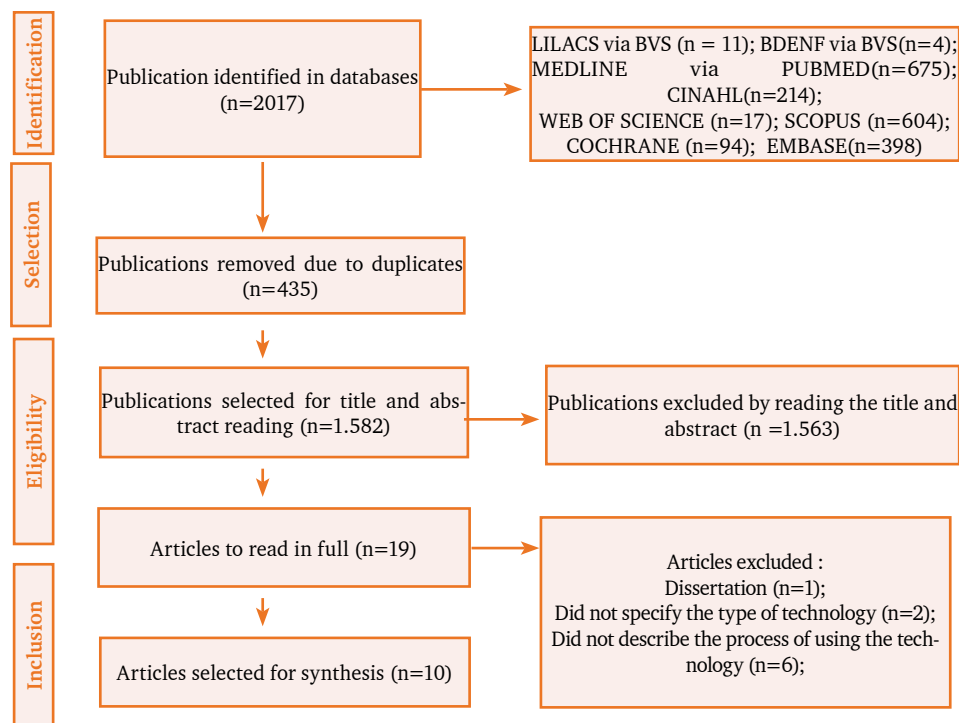 Identification
Publication identified in databases
(n=2017)
LILACS via BVS (n = 11); BDENF via BVS(n=4);
MEDLINE via PUBMED(n=675);
CINAHL(n=214);
WEB OF SCIENCE (n=17); SCOPUS (n=604);
COCHRANE (n=94); EMBASE(n=398)
Selection
Publications removed due to duplicates
(n=435)
Eligibility
Publications selected for title and abs-
tract reading (n=1.582)
Publications excluded by reading the title and
abstract (n =1.563)
Articles to read in full (n=19)
Articles excluded :
Dissertation (n=1);
Did not specify the type of technology (n=2);
Did not describe the process of using the tech-
nology (n=6);
Inclusion
Articles selected for synthesis (n=10)